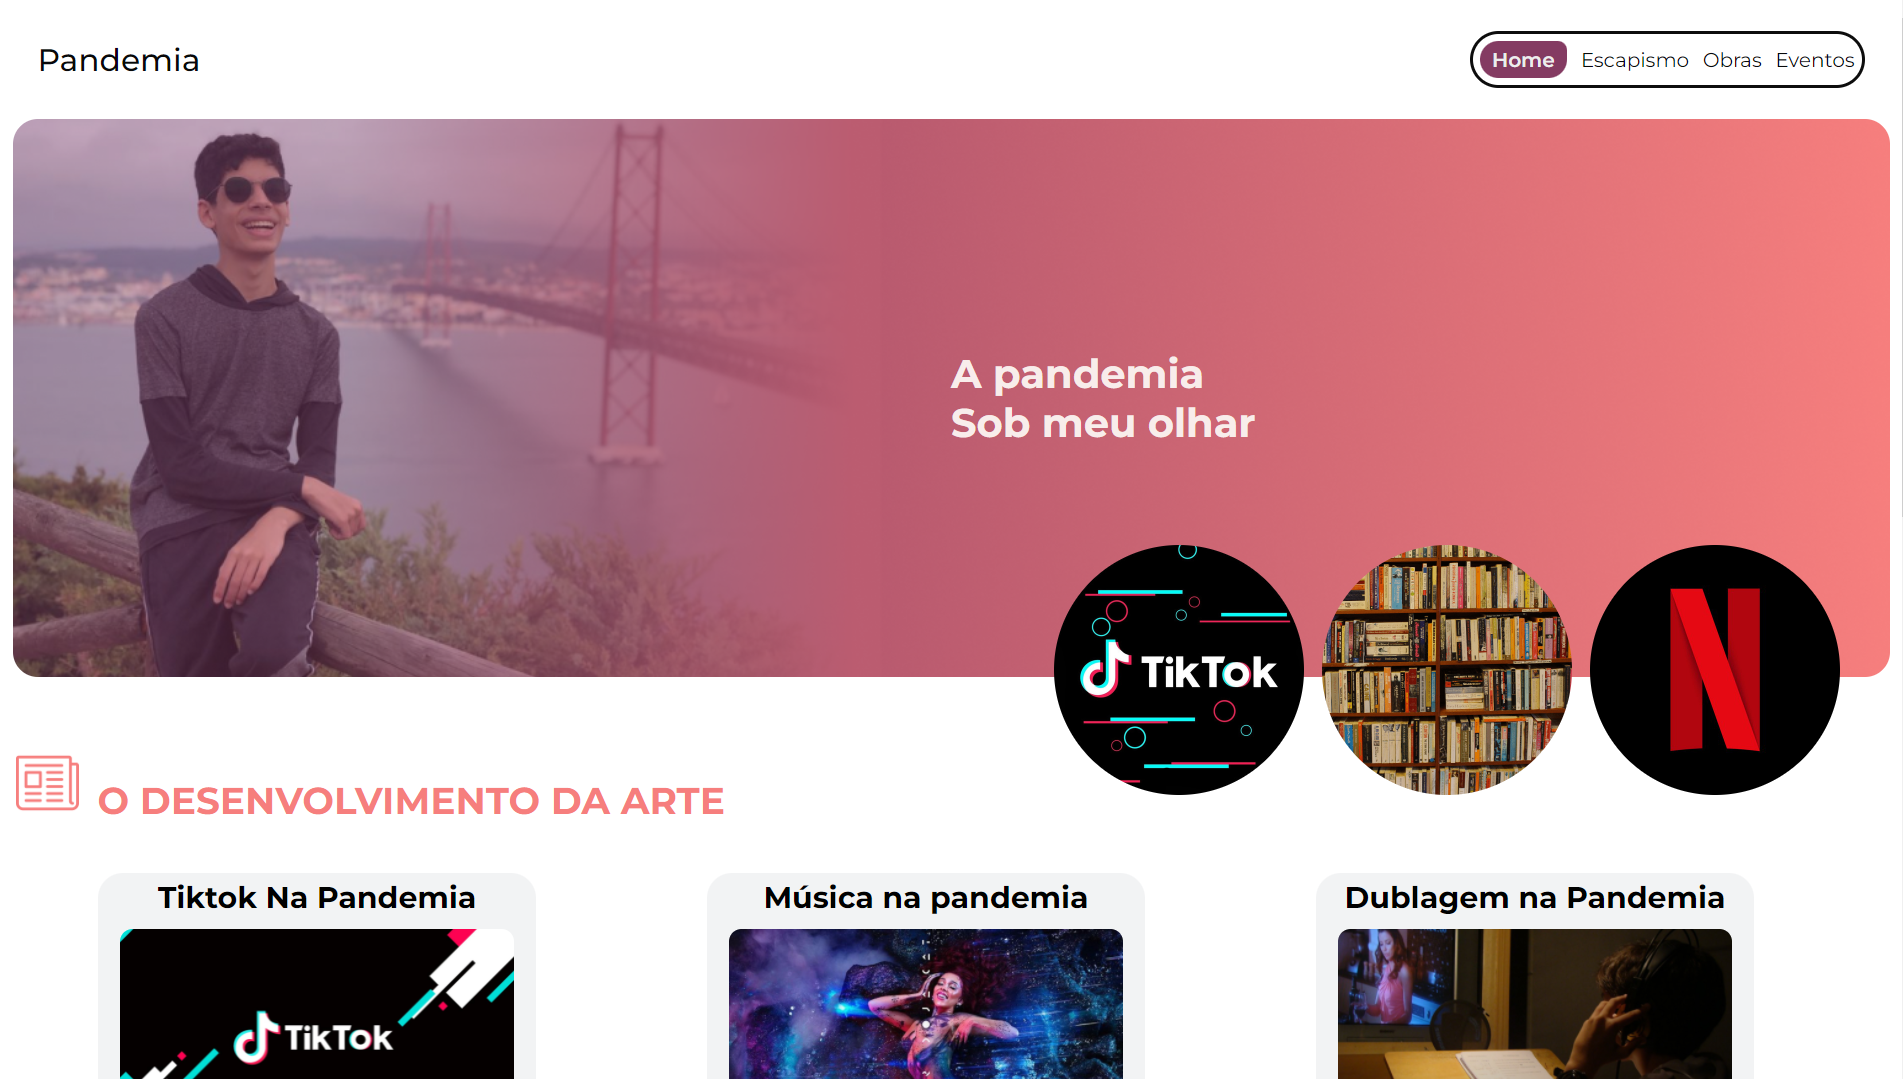 Pandemia
Home Escapismo Obras Eventos
A pandemia
Sob meu olhar
TikTok
O DESENVOLVIMENTO DA ARTE
Tiktok Na Pandemia
Música na pandemia
Dublagem na Pandemia
TikTok